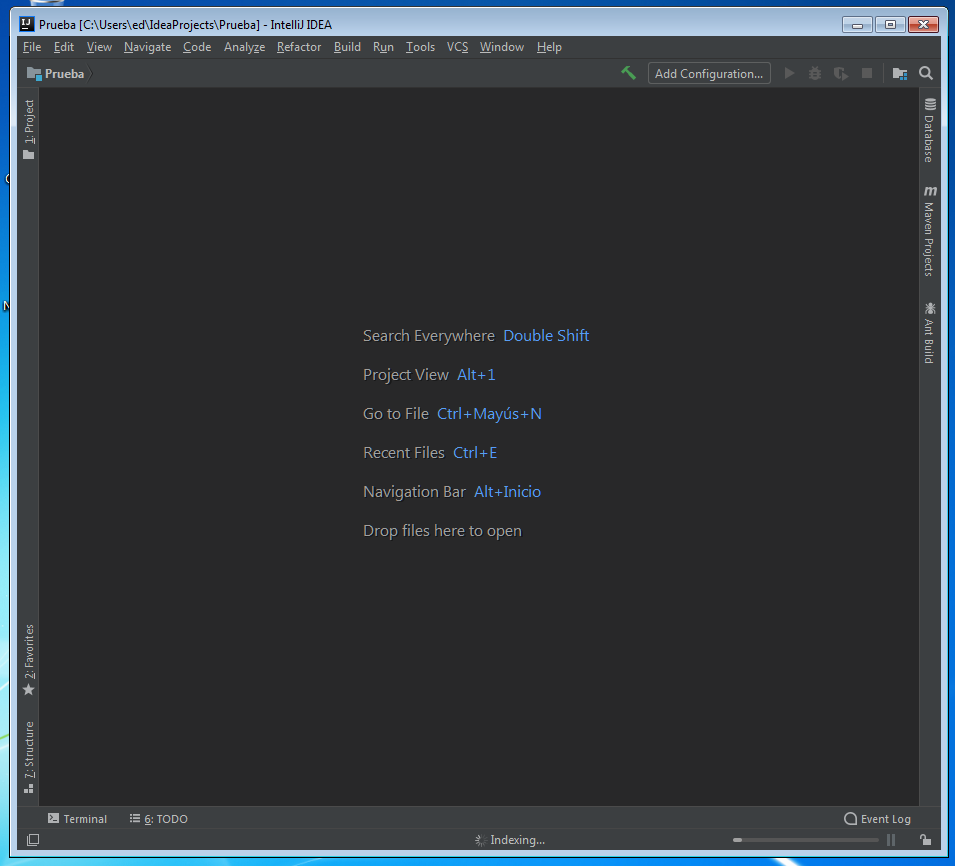 Prueba [C:\Users\ed\IdeaProjects\Prueba] - IntelliJ IDEA
File Edit View Navigate Code Analyze Refactor Build Run Tools VCS Window Help
Prueba
Add Configuration...
1: Project
Database
Maven Projects
Ant Build
Search Everywhere Double Shift
Project View Alt+1
Go to File Ctrl+Mayús+N
Recent Files Ctrl+E
Navigation Bar Alt+Inicio
Drop files here to open
2: Favorites
7: Structure
Terminal 6: TODO Event Log
Indexing...